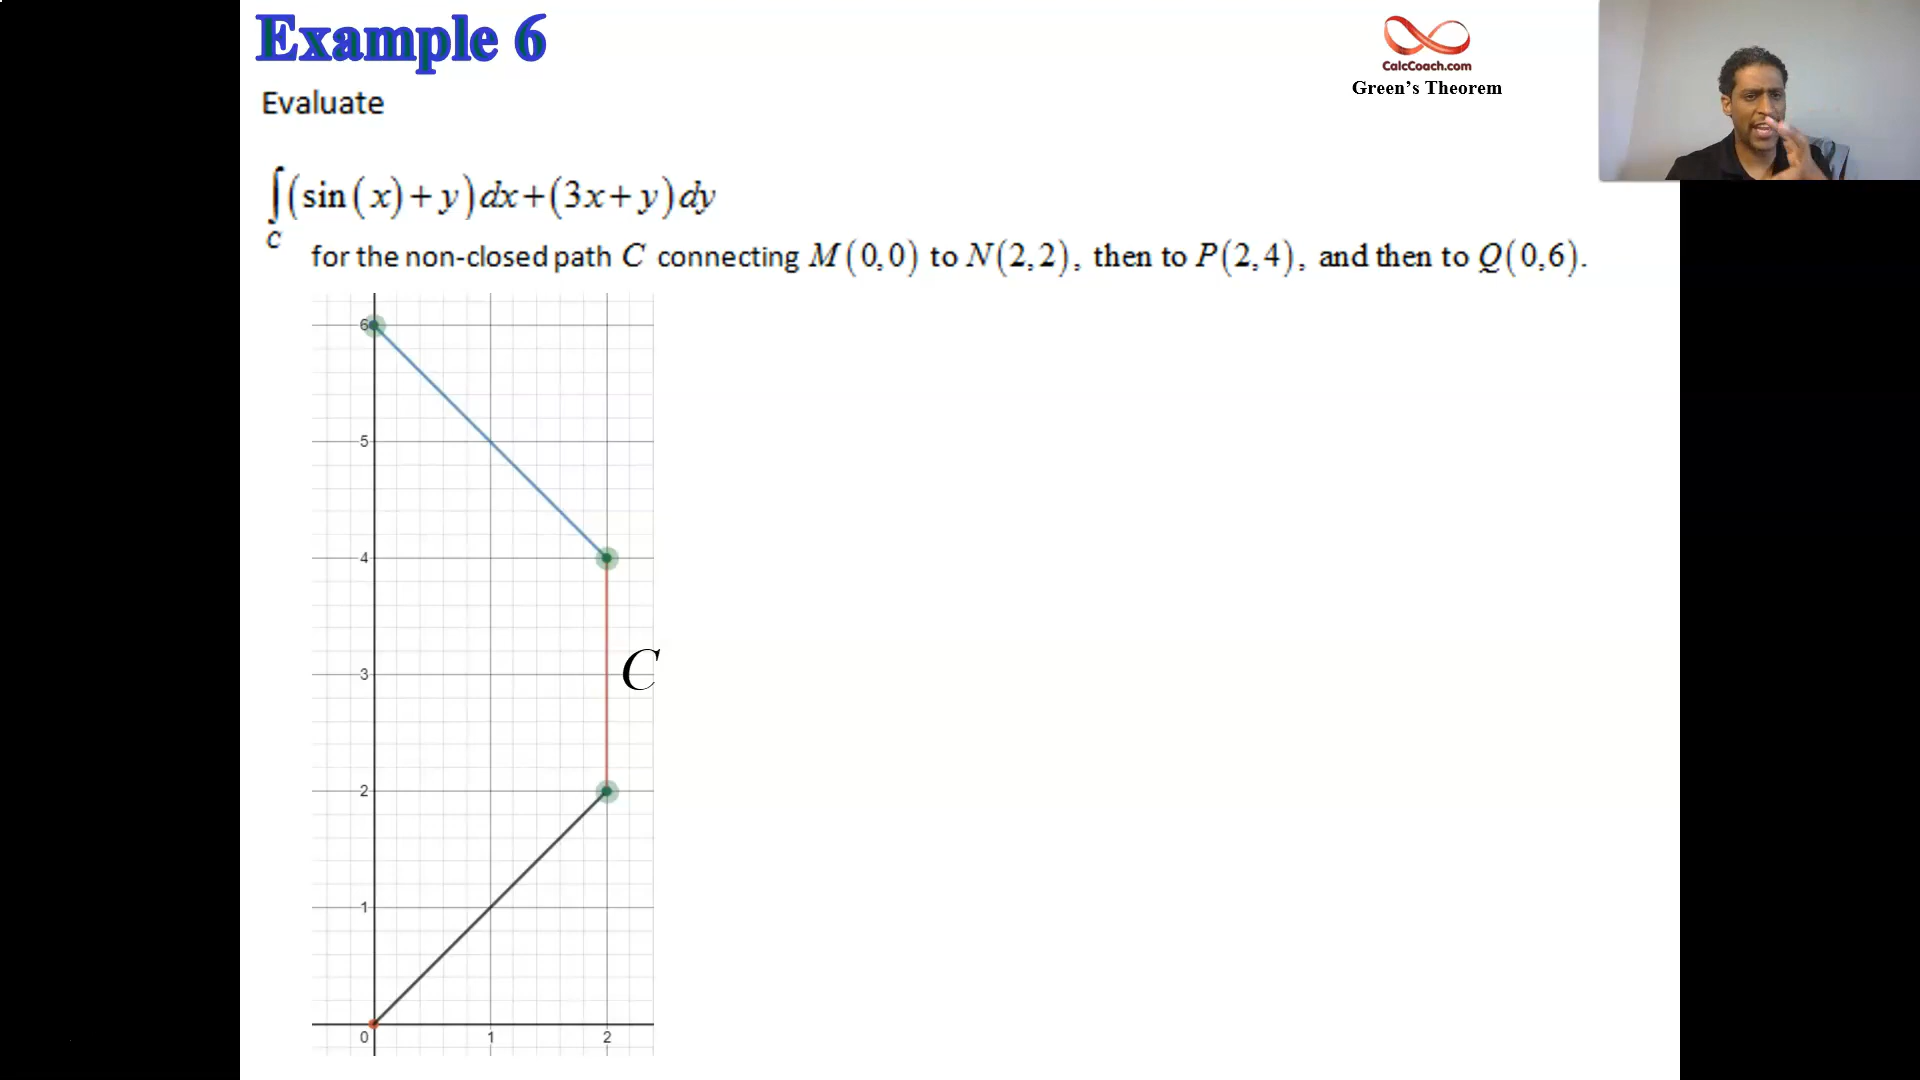 Example 6
CalcCoach.com
Green's Theorem
Evaluate
∫(sin(x)+y)dx+(3x+y)dy
C
for the non-closed path C connecting M(0,0) to N(2,2), then to P(2,4), and then to Q(0,6).
6
5
4
3
C
2
1
0 1 2